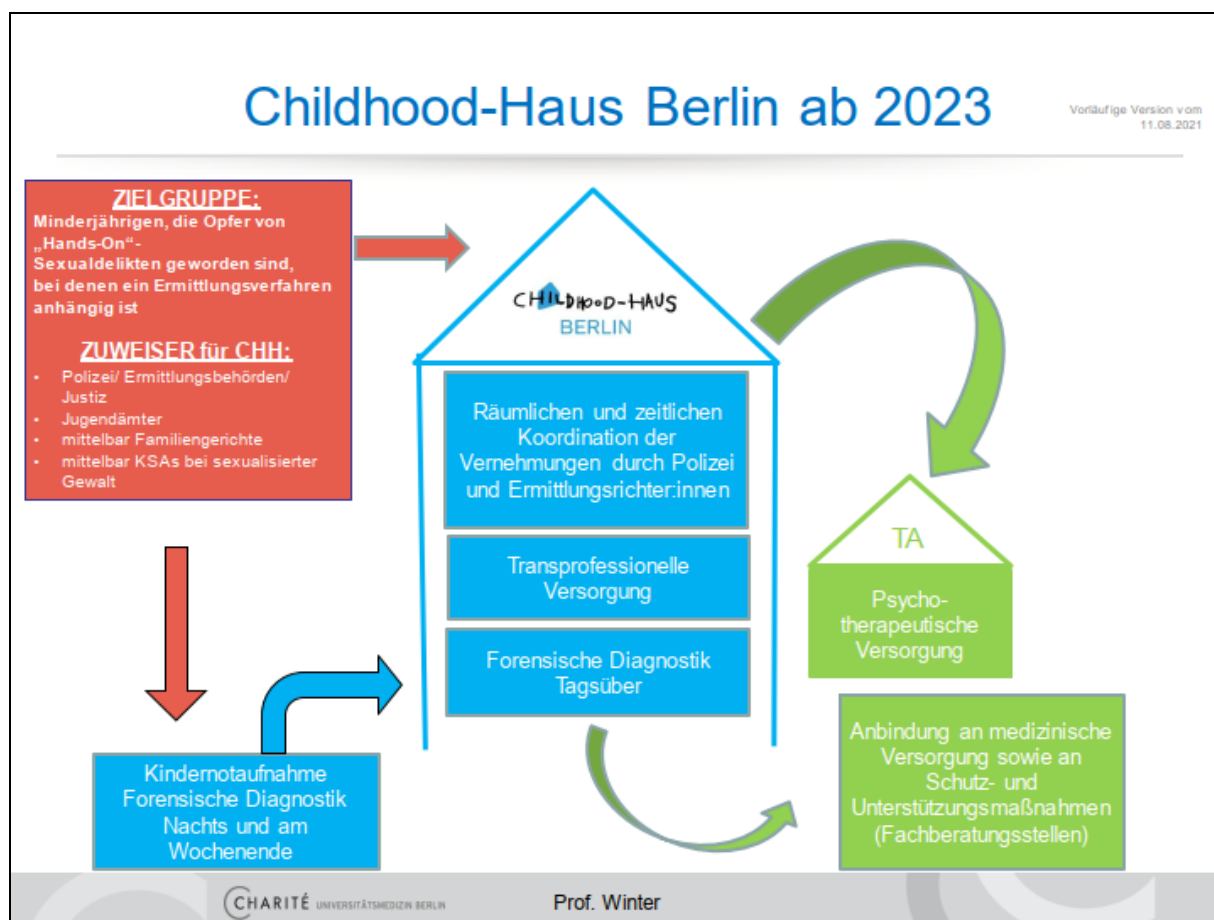 Childhood-Haus Berlin ab 2023
Vorläufige Version vom
11.08.2021
ZIELGRUPPE:
Minderjährigen, die Opfer von
„Hands-On“-
Sexualdelikten geworden sind,
bei denen ein Ermittlungsverfahren
anhängig ist
ZUWEISER für CHH:
• Polizei/ Ermittlungsbehörden/
Justiz
• Jugendämter
• mittelbar Familiengerichte
• mittelbar KSAs bei sexualisierter
Gewalt
CHILDHOOD-HAUS
BERLIN
Räumlichen und zeitlichen
Koordination der
Vernehmungen durch Polizei
und Ermittlungsrichter:innen
Transprofessionelle
Versorgung
Forensische Diagnostik
Tagsüber
Kindernotaufnahme
Forensische Diagnostik
Nachts und am
Wochenende
TA
Psycho-
therapeutische
Versorgung
Anbindung an medizinische
Versorgung sowie an
Schutz- und
Unterstützungsmaßnahmen
(Fachberatungsstellen)
CHARITÉ UNIVERSITÄTSMEDIZIN BERLIN
Prof. Winter